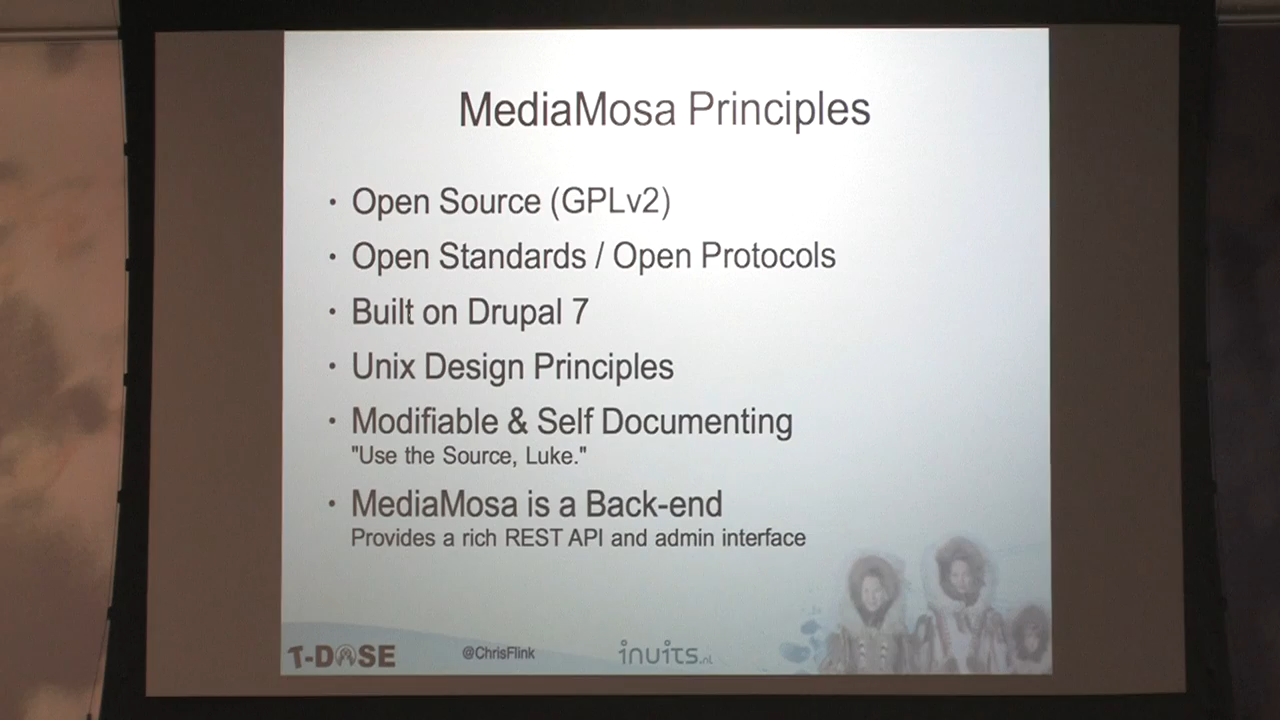 MediaMosa Principles
• Open Source (GPLv2)
• Open Standards / Open Protocols
• Built on Drupal 7
• Unix Design Principles
• Modifiable & Self Documenting
"Use the Source, Luke."
• MediaMosa is a Back-end
Provides a rich REST API and admin interface
T-DOSE @ChrisFlink inuits.nl